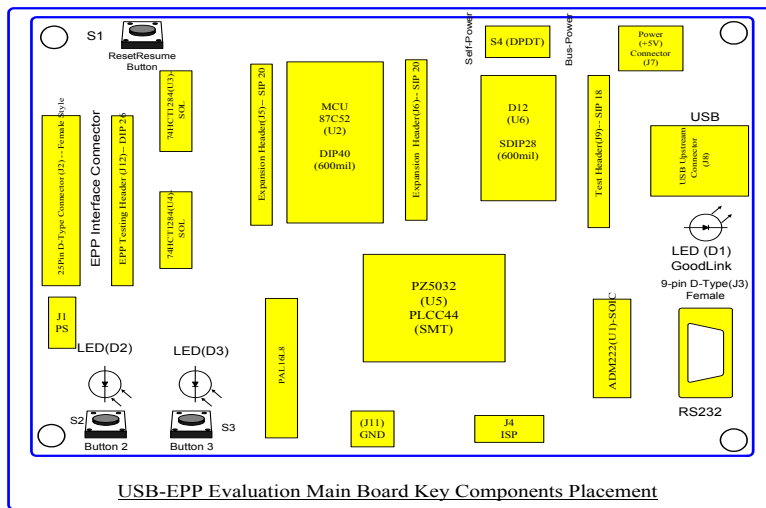 S1
ResetResume
Button
74HCT1284(U3)-
SOL
Expansion Header(J5)-- SIP 20
MCU
87C52
(U2)
DIP40
(600mil)
Expansion Header(J6)-- SIP 20
Self-Power
S4 (DPDT)
Bus-Power
Power
(+5V)
Connector
(J7)
D12
(U6)
SDIP28
(600mil)
Test Header(J9)-- SIP 18
USB
USB Upstream
Connector
(J8)
25Pin D-Type Connector (J2) -- Female Style
EPP Interface Connector
EPP Testing Header (J12)-- DIP 26
74HCT1284(U4)-
SOL
LED (D1)
GoodLink
9-pin D-Type(J3)
Female
PZ5032
(U5)
PLCC44
(SMT)
J1
PS
PAL16L8
ADM222(U1)-SOIC
LED(D2)
LED(D3)
RS232
S2
Button 2
S3
Button 3
(J11)
GND
J4
ISP
USB-EPP Evaluation Main Board Key Components Placement